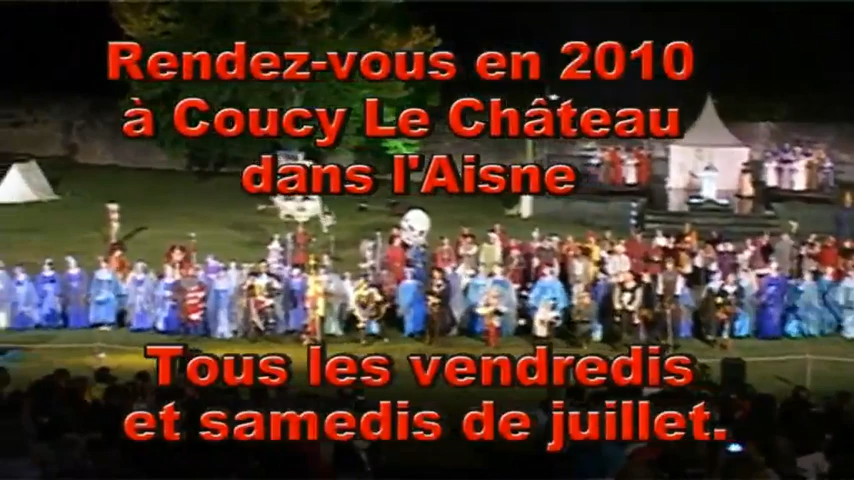 Rendez-vous en 2010
à Coucy Le Château
dans l'Aisne
Tous les vendredis
et samedis de juillet.